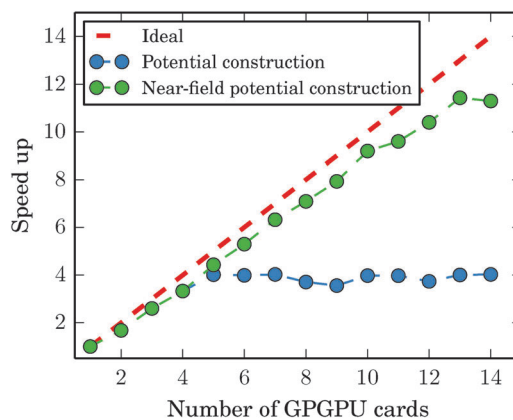 Ideal
Potential construction
Near-field potential construction
14
12
10
8
6
4
2
Speed up
2 4 6 8 10 12 14
Number of GPGPU cards